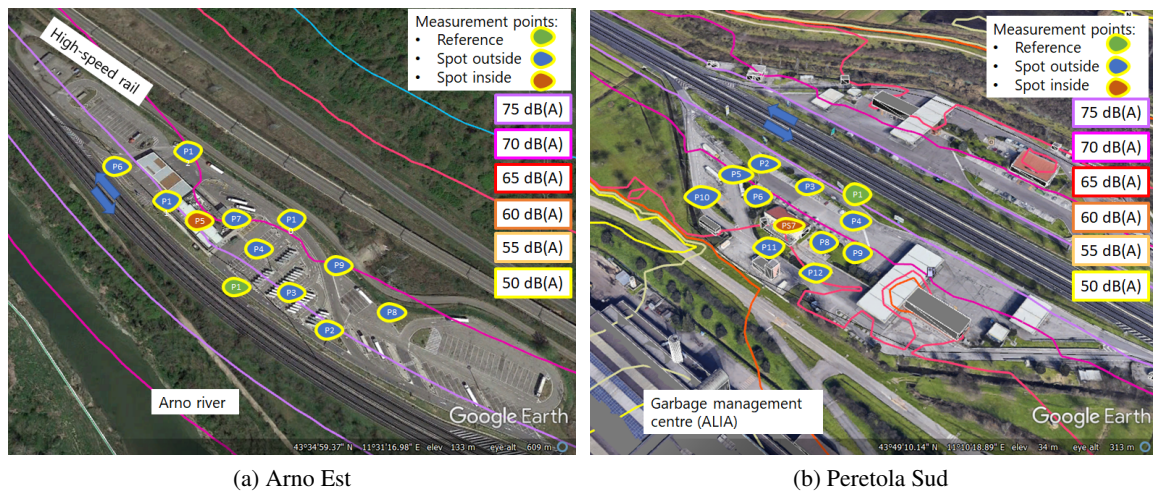 High-speed rail
Measurement points:
• Reference
• Spot outside
• Spot inside
75 dB(A)
70 dB(A)
65 dB(A)
60 dB(A)
55 dB(A)
50 dB(A)
P1
P6
P1
P5
P7
P1
P4
P9
P1
P3
P8
P2
Arno river
Google Earth
43°34'59.37" N 11°31'16.98" E elev 133 m eye alt 609 m
(a) Arno Est
Measurement points:
• Reference
• Spot outside
• Spot inside
75 dB(A)
70 dB(A)
65 dB(A)
60 dB(A)
55 dB(A)
50 dB(A)
P2
P5
P3
P10
P6
P1
P57
P4
P11
P8
P9
P12
Garbage management
centre (ALIA)
Google Earth
43°49'10.14" N 11°10'18.89" E elev 34 m eye alt 313 m
(b) Peretola Sud